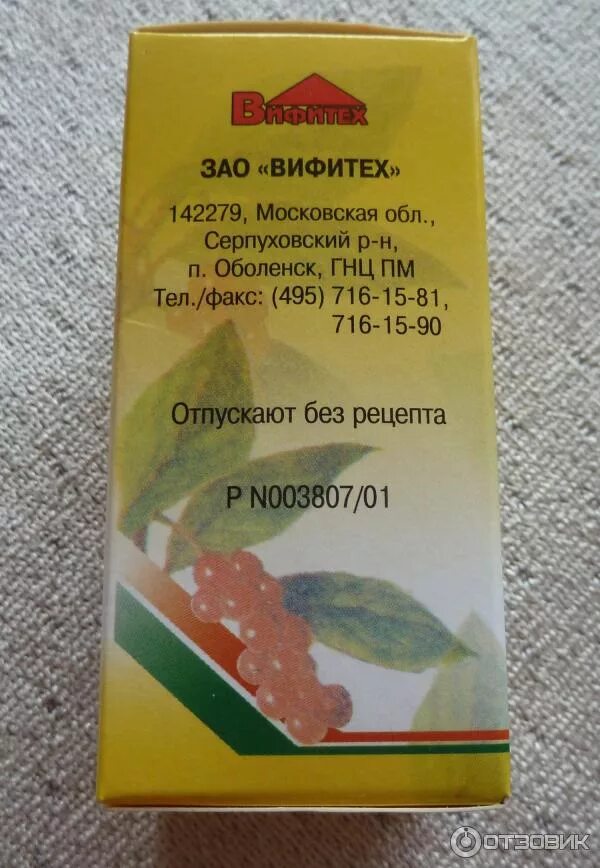 Вифитех
ЗАО «ВИФИТЕХ»
142279, Московская обл.,
Серпуховский р-н,
п. Оболенск, ГНЦ ПМ
Тел./факс: (495) 716-15-81,
716-15-90
Отпускают без рецепта
Р N003807/01
ОТЗОВИК